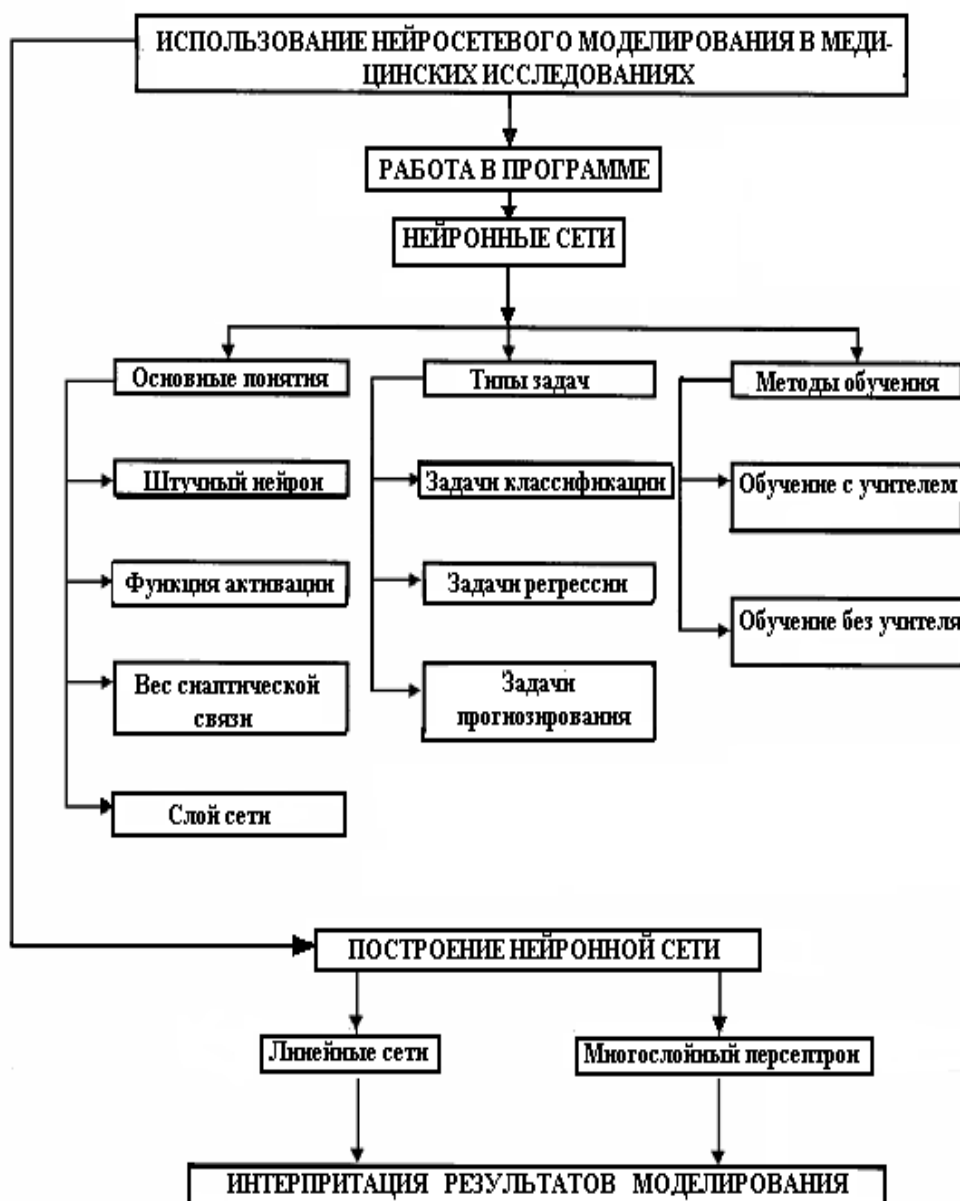 ИСПОЛЬЗОВАНИЕ НЕЙРОСЕТЕВОГО МОДЕЛИРОВАНИЯ В МЕДИ-
ЦИНСКИХ ИССЛЕДОВАНИЯХ
РАБОТА В ПРОГРАММЕ
НЕЙРОННЫЕ СЕТИ
Основные понятия
Штучный нейрон
Функция активации
Вес сиаптической
связи
Слой сети
Типы задач
Задачи классификации
Задачи регрессии
Задачи
прогнозирования
Методы обучения
Обучение с учителем
Обучение без учителя
ПОСТРОЕНИЕ НЕЙРОННОЙ СЕТИ
Линейные сети
Многослойный персептрон
ИНТЕРПРИТАЦИЯ РЕЗУЛЬТАТОВ МОДЕЛИРОВАНИЯ